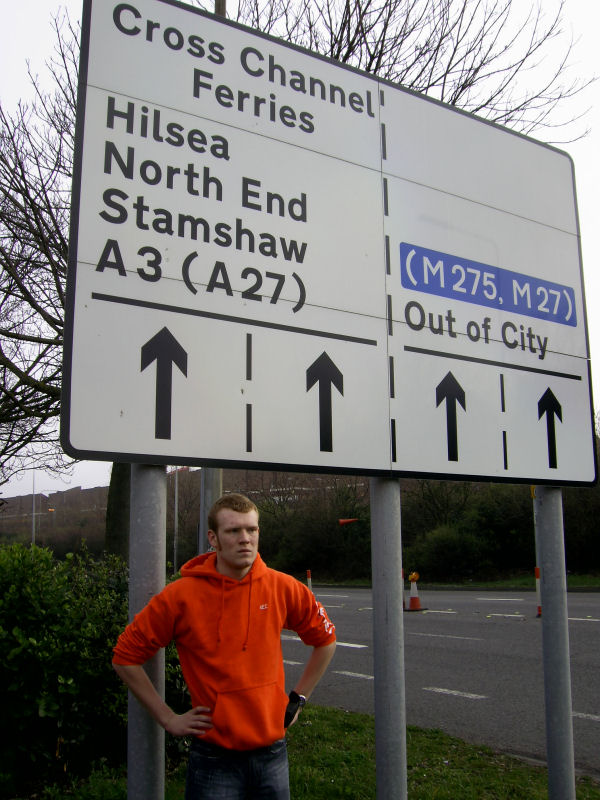 Cross Channel
Ferries
Hilsea
North End
Stamshaw
A3 (A27)
(M275, M27)
Out of City